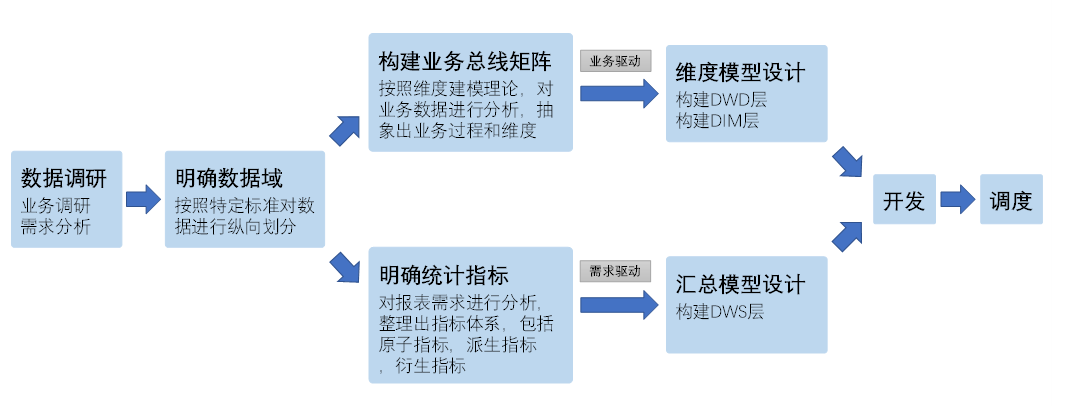 数据调研
业务调研
需求分析
明确数据域
按照特定标准对数
据进行纵向划分
构建业务总线矩阵
按照维度建模理论，对
业务数据进行分析，抽
象出业务过程和维度
业务驱动
维度模型设计
构建DWD层
构建DIM层
明确统计指标
对报表需求进行分析,
整理出指标体系，包括
原子指标，派生指标
，衍生指标
需求驱动
汇总模型设计
构建DWS层
开发
调度